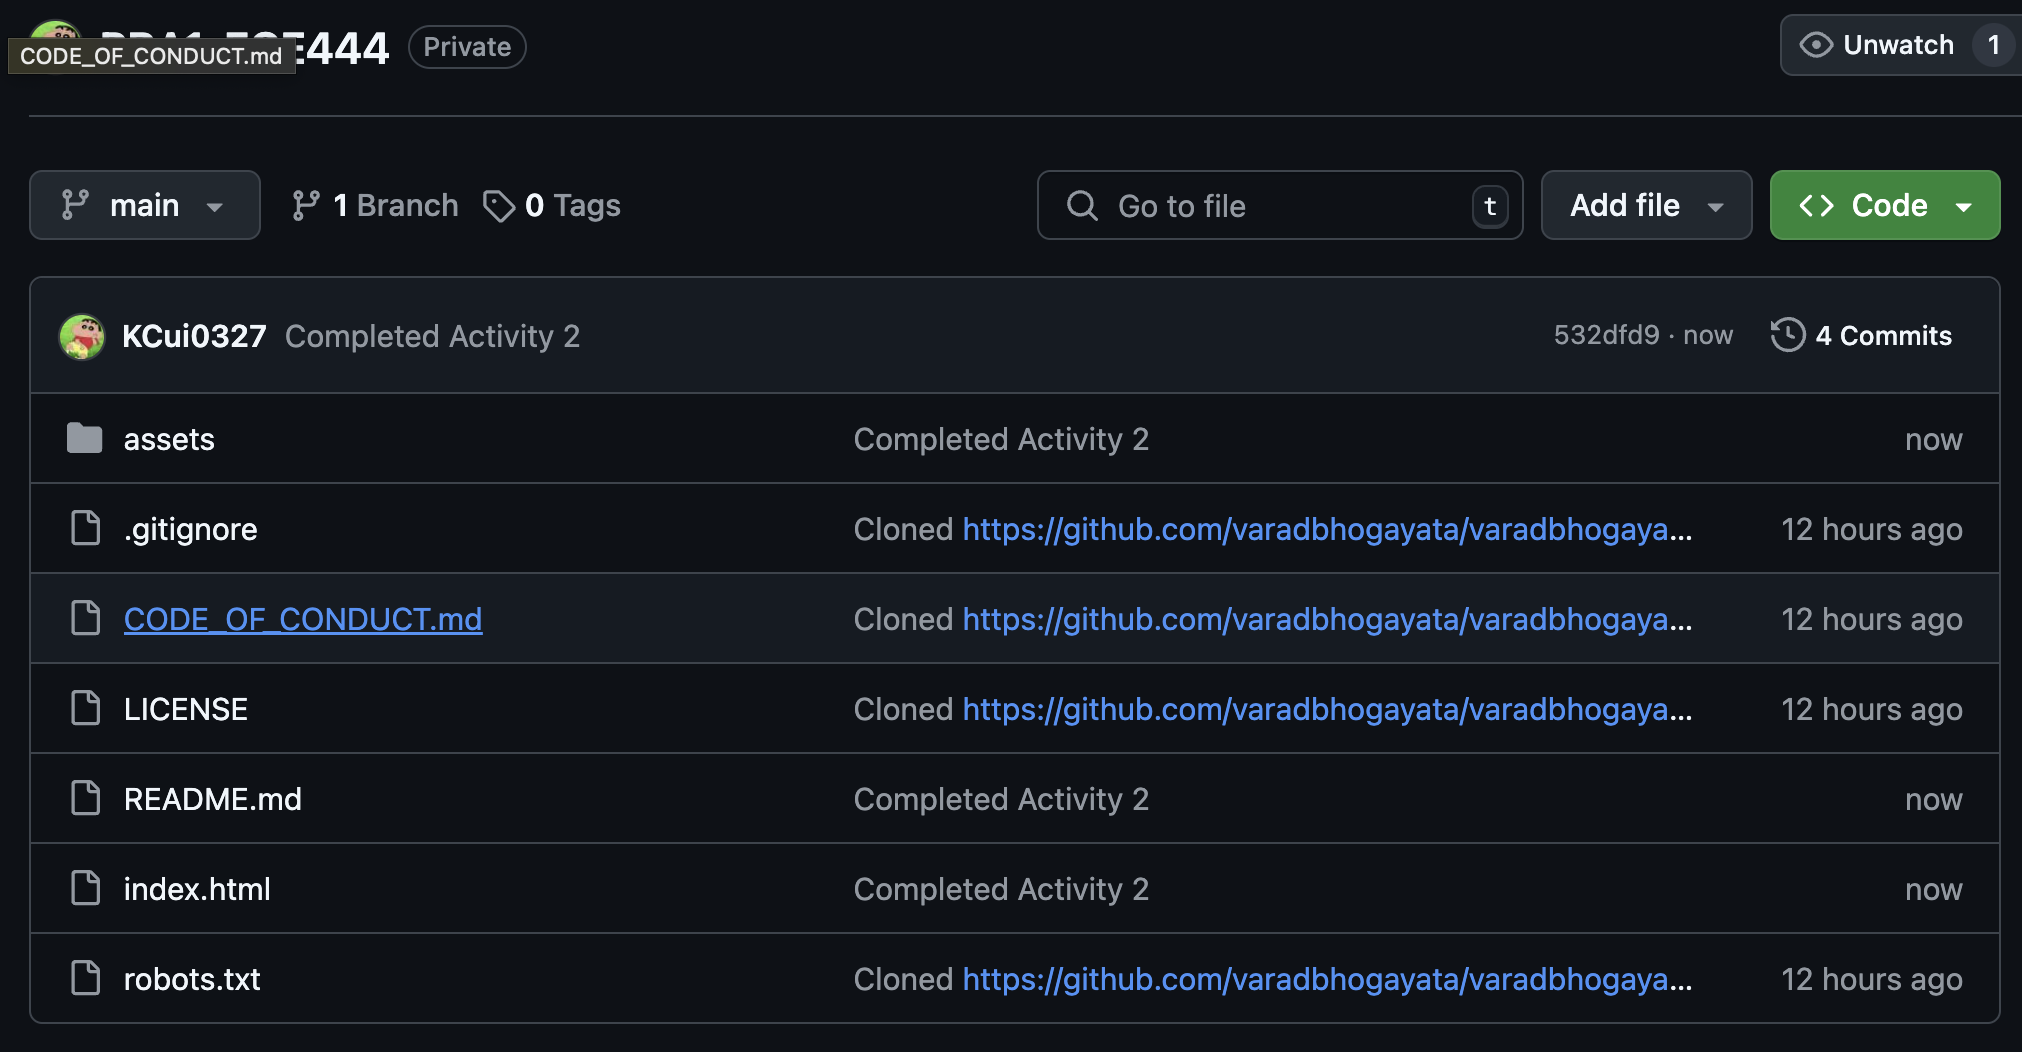 CODE_OF_CONDUCT.md
E444 Private
Unwatch 1
main 1 Branch 0 Tags
Go to file t
Add file
Code
KCui0327 Completed Activity 2 532dfd9 · now 4 Commits
assets Completed Activity 2 now
.gitignore Cloned https://github.com/varadbhogayata/varadbhogaya... 12 hours ago
CODE_OF_CONDUCT.md Cloned https://github.com/varadbhogayata/varadbhogaya... 12 hours ago
LICENSE Cloned https://github.com/varadbhogayata/varadbhogaya... 12 hours ago
README.md Completed Activity 2 now
index.html Completed Activity 2 now
robots.txt Cloned https://github.com/varadbhogayata/varadbhogaya... 12 hours ago